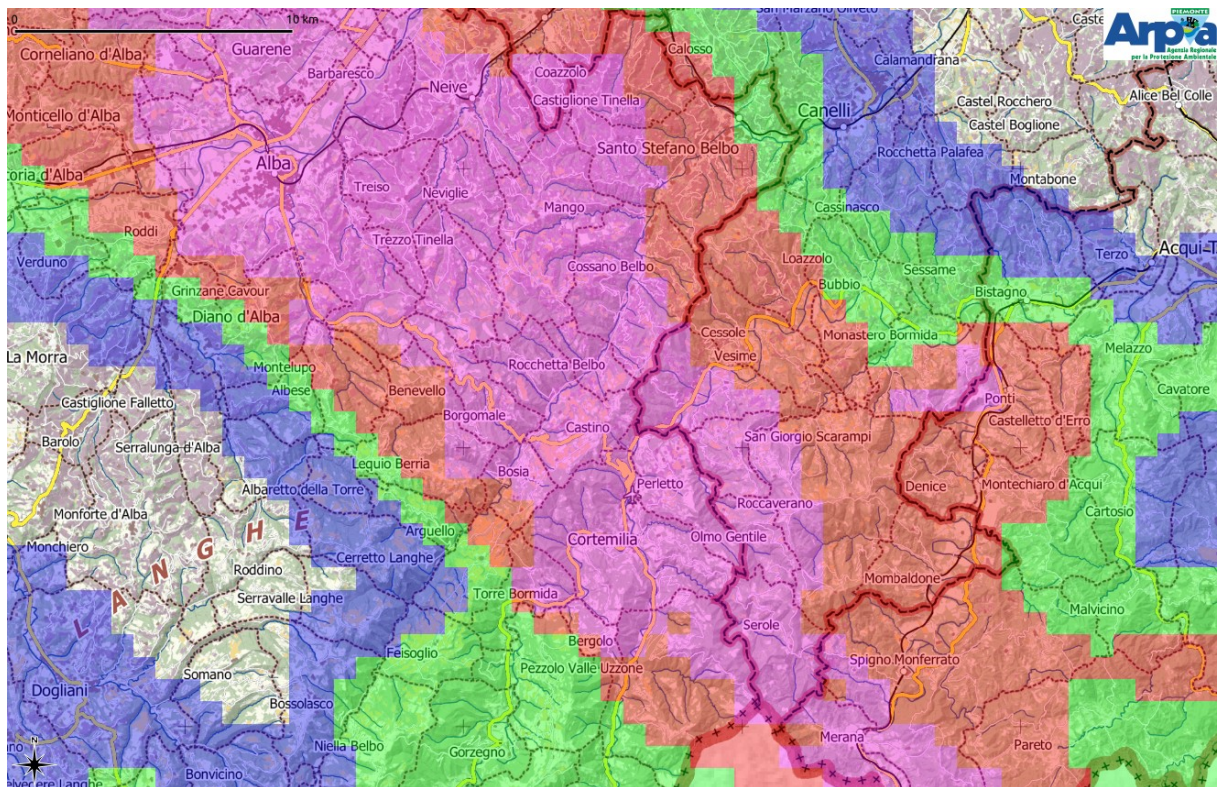 0
10 km
San Marzano Oliveto
PIEMONTE
Arpa
Agenzia Regionale
per la Protezione Ambientale
Corneliano d'Alba
Guarene
Calosso
Calamandrana
Barbaresco
Coazzolo
Neive
Castiglione Tinella
Castel Rocchero
Alice Bel Colle
Monticello d'Alba
Canelli
Castel Boglione
Santo Stefano Belbo
Rocchetta Palafea
Alba
oria d'Alba
Treiso
Neviglie
Montabone
Mango
Cassinasco
Roddi
Trezzo Tinella
Verduno
Cossano Belbo
Loazzolo
Sessame
Terzo
Acqui-T
Grinzane Cavour
Bubbio
Bistagno
Diano d'Alba
Cessole
Monastero Bormida
La Morra
Vesime
Melazzo
Montelupo
Albese
Rocchetta Belbo
Benevello
Cavatore
Castiglione Falletto
Ponti
Borgomale
Castelletto d'Erro
Barolo
Serralunga d'Alba
Castino
San Giorgio Scarampi
Lequio Berria
Bosia
Perletto
Denice
Montechiaro d'Acqui
Albaretto della Torre
Roccaverano
Monforte d'Alba
Cartosio
Arguello
Cortemilia
Olmo Gentile
Monchiero
Cerretto Langhe
LANGHE
Roddino
Mombaldone
Serravalle Langhe
Torre Bormida
Malvicino
Serole
Bergolo
Feisoglio
Pezzolo Valle Uzzone
Spigno Monferrato
Somano
Dogliani
Bossolasco
Merana
Niella Belbo
Gorzegno
Pareto
N
Bonvicino
elvedere Langhe